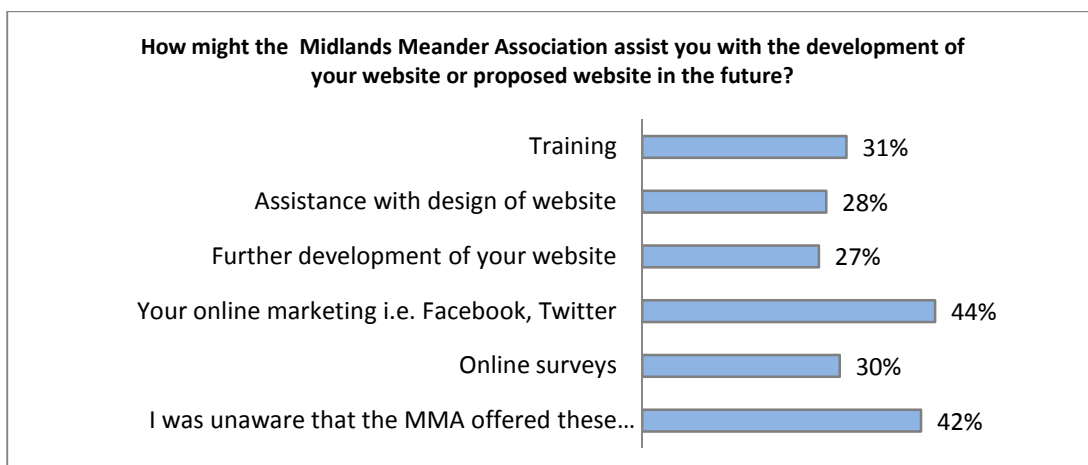 How might the Midlands Meander Association assist you with the development of
your website or proposed website in the future?
Training 31%
Assistance with design of website 28%
Further development of your website 27%
Your online marketing i.e. Facebook, Twitter 44%
Online surveys 30%
I was unaware that the MMA offered these… 42%